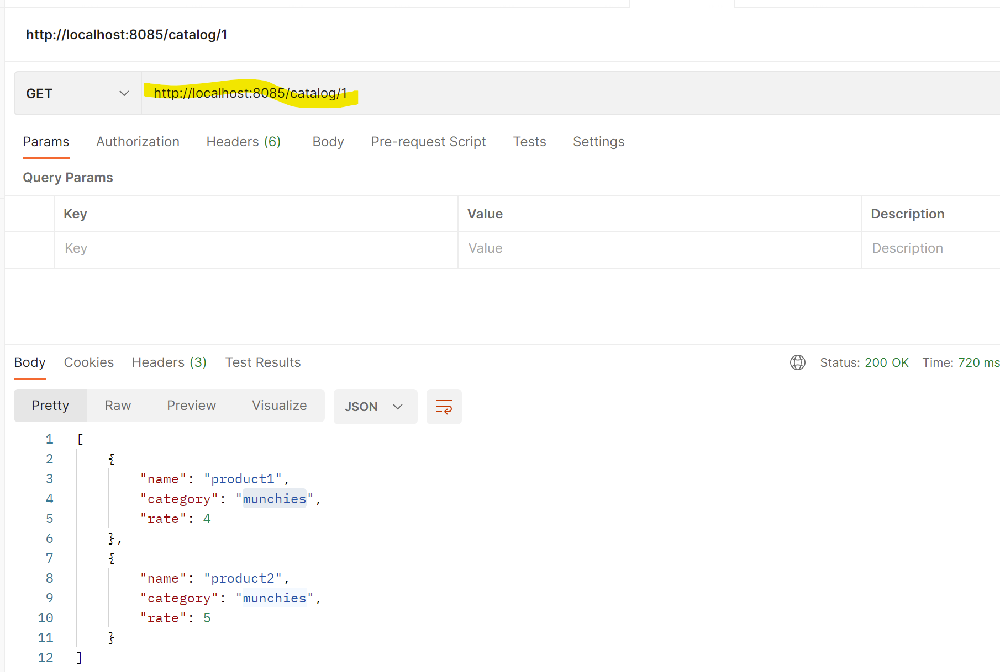 http://localhost:8085/catalog/1
GET http://localhost:8085/catalog/1
Params Authorization Headers (6) Body Pre-request Script Tests Settings
Query Params
Key Value Description
Key Value Description
Body Cookies Headers (3) Test Results Status: 200 OK Time: 720 ms
Pretty Raw Preview Visualize JSON
1 [
2 {
3 "name": "product1",
4 "category": "munchies",
5 "rate": 4
6 },
7 {
8 "name": "product2",
9 "category": "munchies",
10 "rate": 5
11 }
12 ]